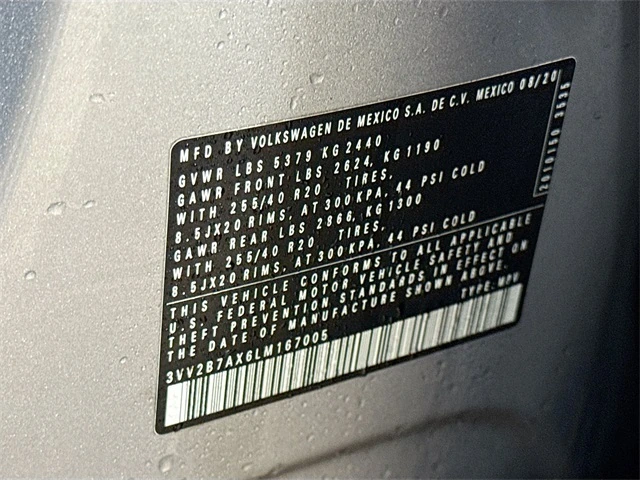 MFD BY VOLKSWAGEN DE MEXICO S.A. DE C.V. MEXICO 08/20
GVWR LBS 5379 KG 2440
GAWR FRONT LBS 2624, KG 1190
WITH 255/40 R20 TIRES,
8.5JX20 RIMS, AT 300KPA, 44 PSI COLD
GAWR REAR LBS 2866, KG 1300
WITH 255/40 R20 TIRES,
8.5JX20 RIMS, AT 300KPA, 44 PSI COLD
THIS VEHICLE CONFORMS TO ALL APPLICABLE
U.S. FEDERAL MOTOR VEHICLE SAFETY AND
THEFT PREVENTION STANDARDS IN EFFECT ON
THE DATE OF MANUFACTURE SHOWN ABOVE.
3VV2B7AX6LM167005 TYPE: MPV